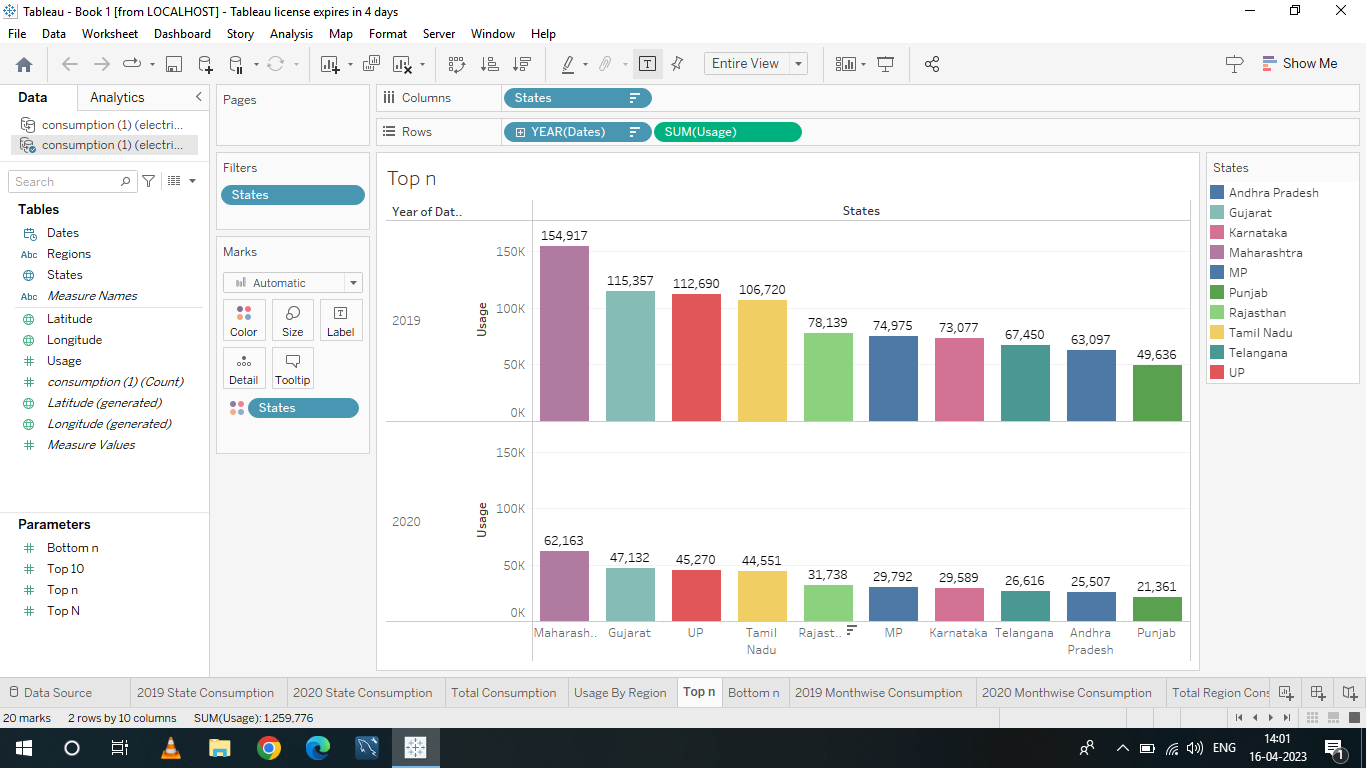 Tableau - Book 1 [from LOCALHOST] - Tableau license expires in 4 days
File Data Worksheet Dashboard Story Analysis Map Format Server Window Help
Entire View
Show Me
Data Analytics
consumption (1) (electri...
consumption (1) (electri...
Search
Tables
Dates
Abc Regions
States
Abc Measure Names
Latitude
Longitude
# Usage
# consumption (1) (Count)
Latitude (generated)
Longitude (generated)
# Measure Values
Parameters
# Bottom n
# Top 10
# Top n
# Top N
Pages
Filters
States
Marks
Automatic
Color Size Label
Detail Tooltip
States
Columns States
Rows YEAR(Dates) SUM(Usage)
Top n
Year of Dat.. States
2019
Usage
150K
100K
50K
0K
154,917 115,357 112,690 106,720 78,139 74,975 73,077 67,450 63,097 49,636
2020
Usage
150K
100K
50K
0K
62,163 47,132 45,270 44,551 31,738 29,792 29,589 26,616 25,507 21,361
Maharash.. Gujarat UP Tamil Nadu Rajast.. MP Karnataka Telangana Andhra Pradesh Punjab
States
Andhra Pradesh
Gujarat
Karnataka
Maharashtra
MP
Punjab
Rajasthan
Tamil Nadu
Telangana
UP
Data Source 2019 State Consumption 2020 State Consumption Total Consumption Usage By Region Top n Bottom n 2019 Monthwise Consumption 2020 Monthwise Consumption Total Region Cons
20 marks 2 rows by 10 columns SUM(Usage): 1,259,776
ENG
14:01
16-04-2023
1